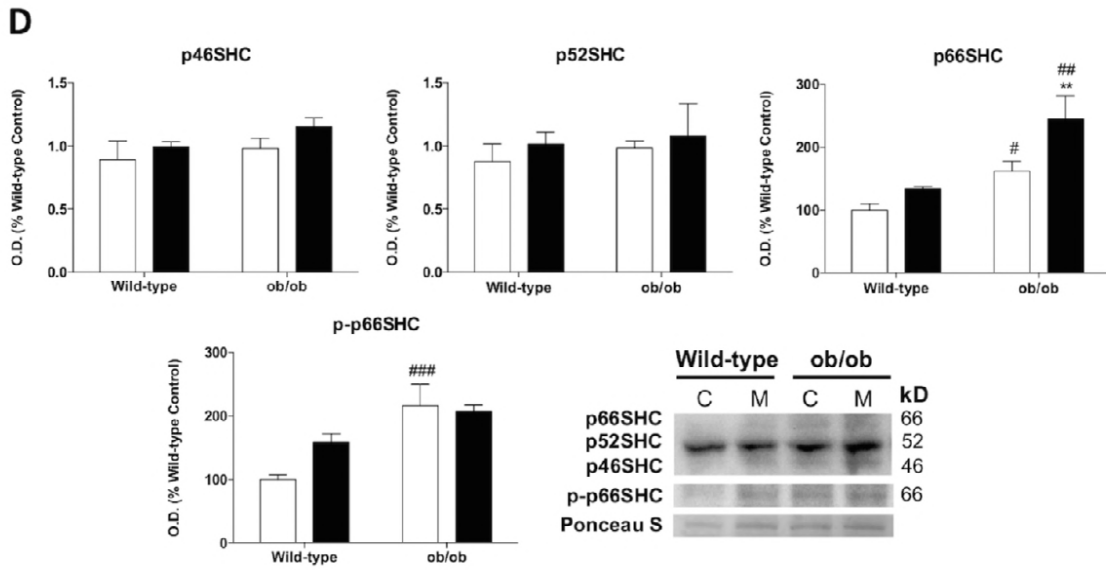 D
p46SHC
O.D. (% Wild-type Control)
1.5
1.0
0.5
0.0
Wild-type ob/ob
p52SHC
O.D. (% Wild-type Control)
1.5
1.0
0.5
0.0
Wild-type ob/ob
p66SHC
O.D. (% Wild-type Control)
300
200
100
0
##
**
#
Wild-type ob/ob
p-p66SHC
O.D. (% Wild-type Control)
300
200
100
0
###
Wild-type ob/ob
Wild-type ob/ob
C M C M kD
p66SHC 66
p52SHC 52
p46SHC 46
p-p66SHC 66
Ponceau S